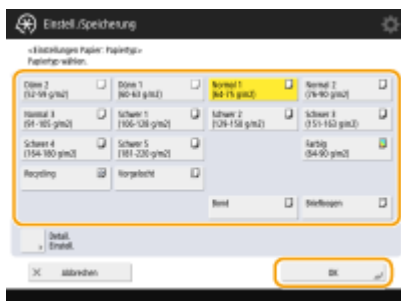 Einstell./Speicherung
<Einstellungen Papier: Papiertyp>
Papiertyp wählen.
Dünn 2
(52-59 g/m2)
Dünn 1
(60-63 g/m2)
Normal 1
(64-75 g/m2)
Normal 2
(76-90 g/m2)
Normal 3
(91-105 g/m2)
Schwer 1
(106-128 g/m2)
Schwer 2
(129-150 g/m2)
Schwer 3
(151-163 g/m2)
Schwer 4
(164-180 g/m2)
Schwer 5
(181-220 g/m2)
Farbig
(64-90 g/m2)
Recycling
Vorgelocht
Bond
Briefbogen
Detail.
Einstell.
Abbrechen
OK